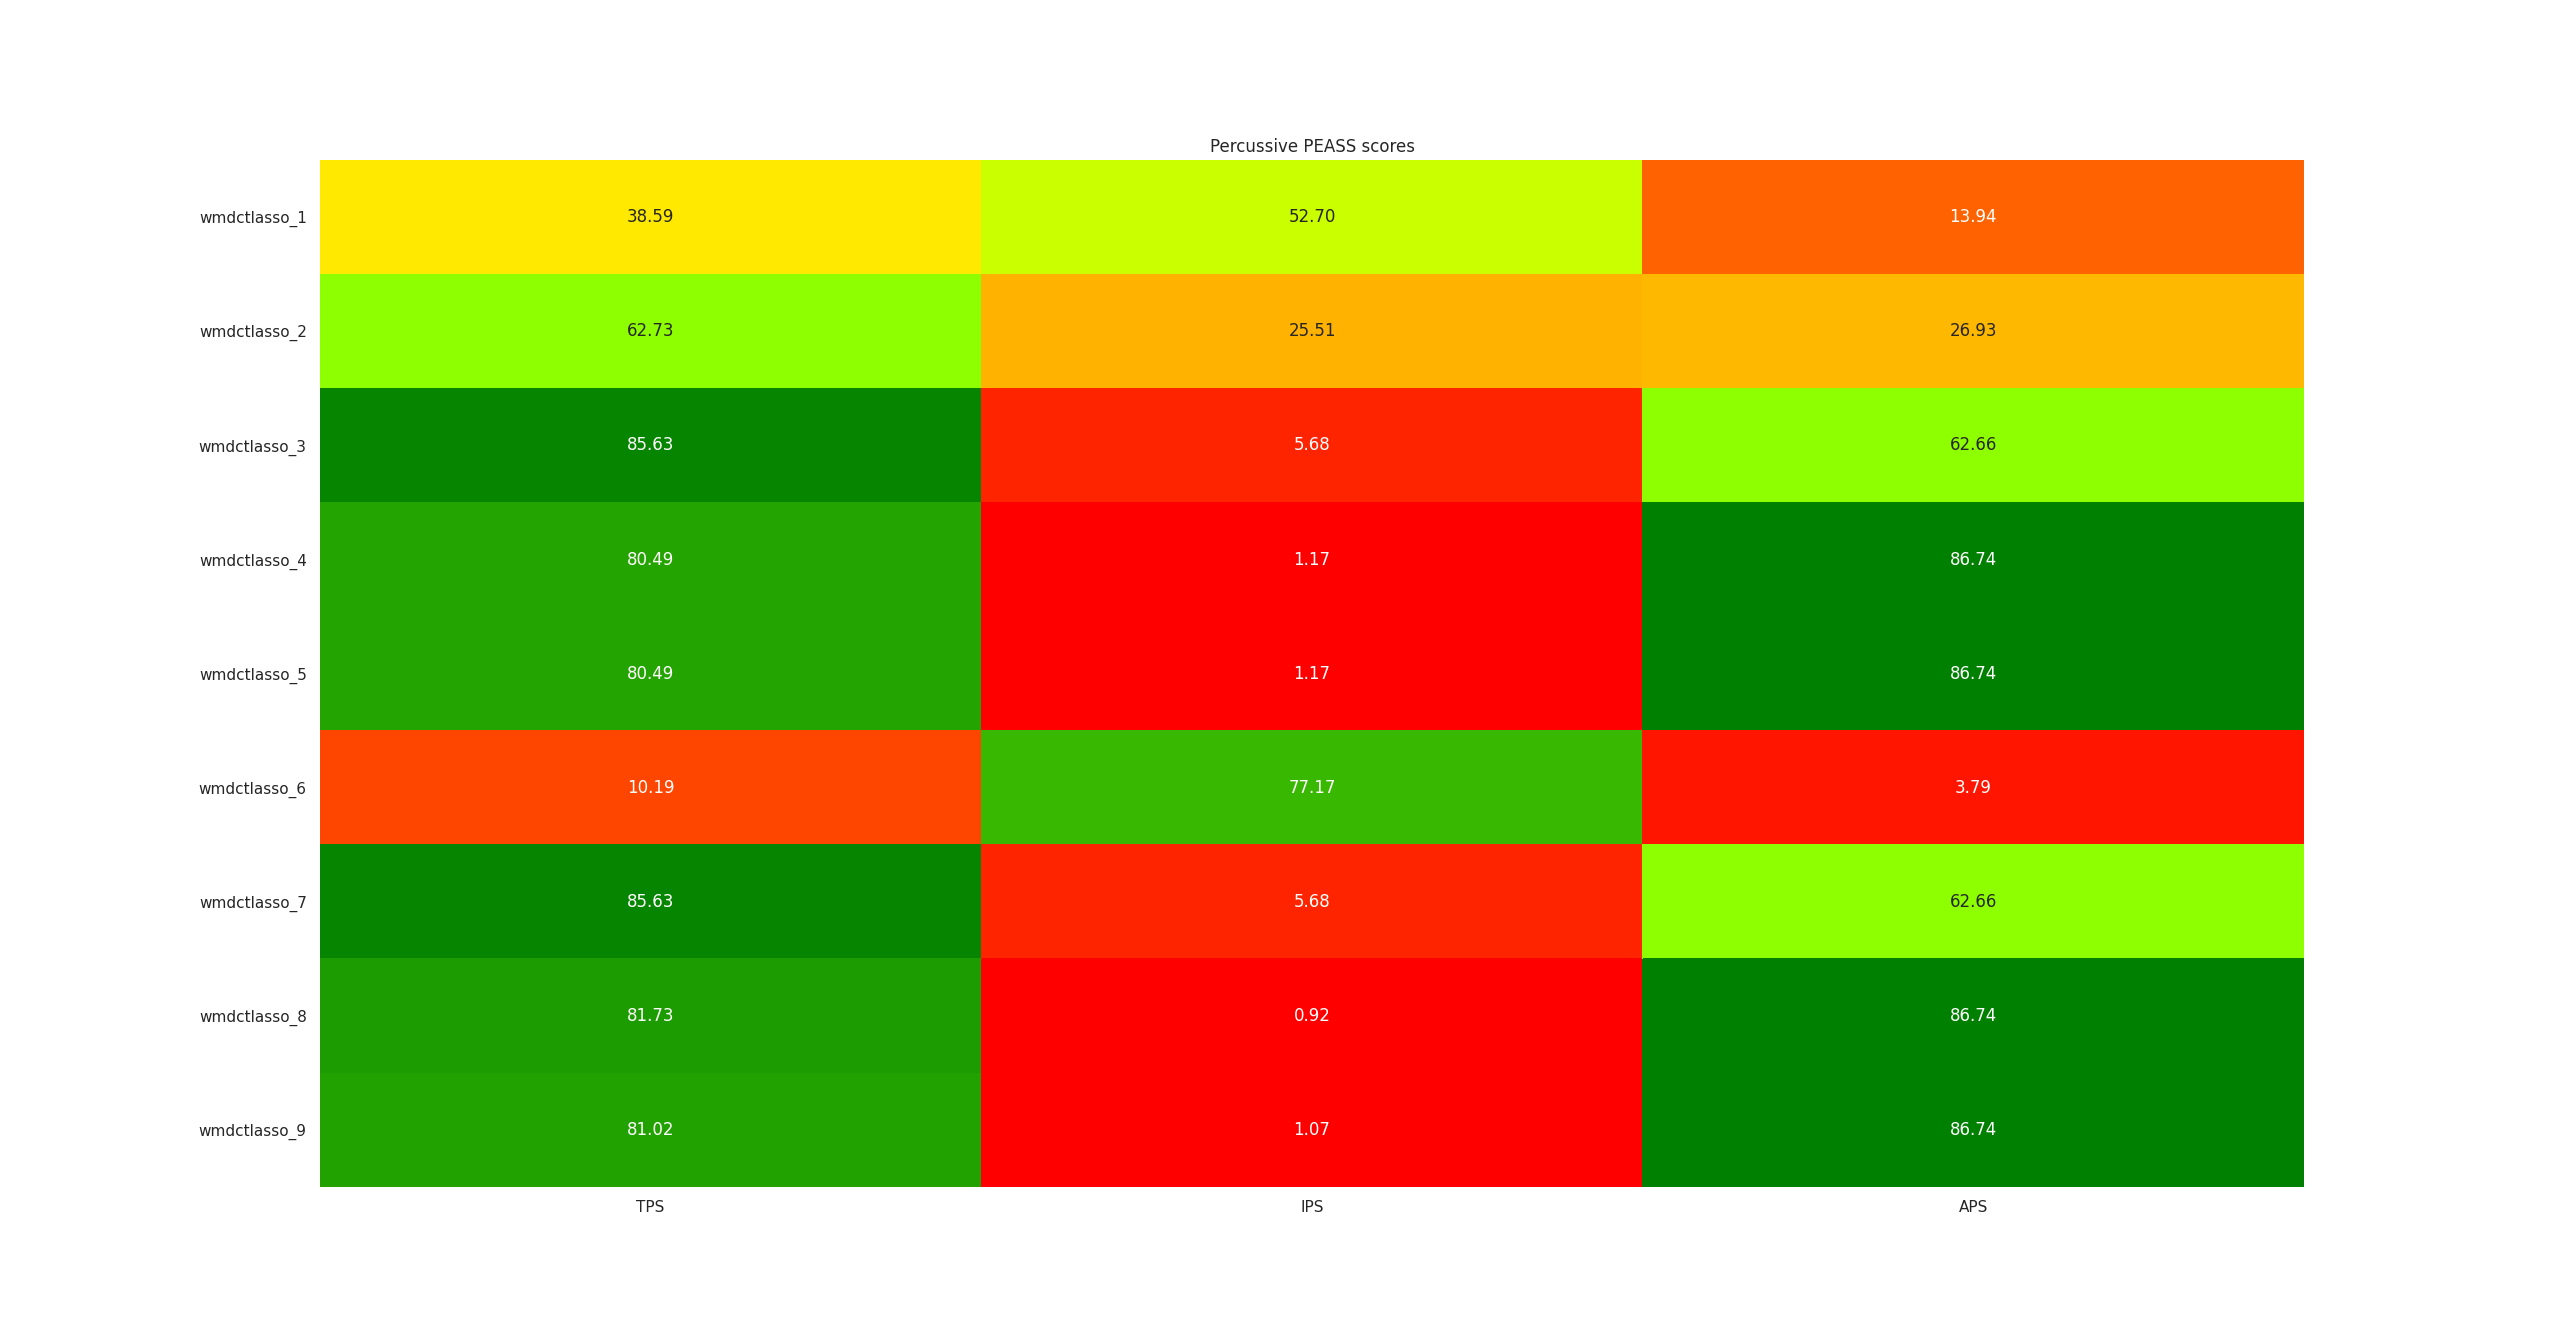 Percussive PEASS scores
wmdctlasso_1 38.59 52.70 13.94
wmdctlasso_2 62.73 25.51 26.93
wmdctlasso_3 85.63 5.68 62.66
wmdctlasso_4 80.49 1.17 86.74
wmdctlasso_5 80.49 1.17 86.74
wmdctlasso_6 10.19 77.17 3.79
wmdctlasso_7 85.63 5.68 62.66
wmdctlasso_8 81.73 0.92 86.74
wmdctlasso_9 81.02 1.07 86.74
TPS IPS APS